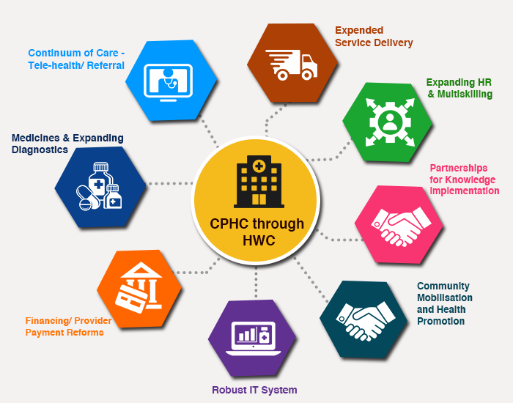 Expended
Service Delivery
Continuum of Care -
Tele-health/ Referral
Expanding HR
& Multiskilling
Medicines & Expanding
Diagnostics
Partnerships
for Knowledge
Implementation
CPHC through
HWC
Community
Mobilisation
and Health
Promotion
Financing/ Provider
Payment Reforms
Robust IT System